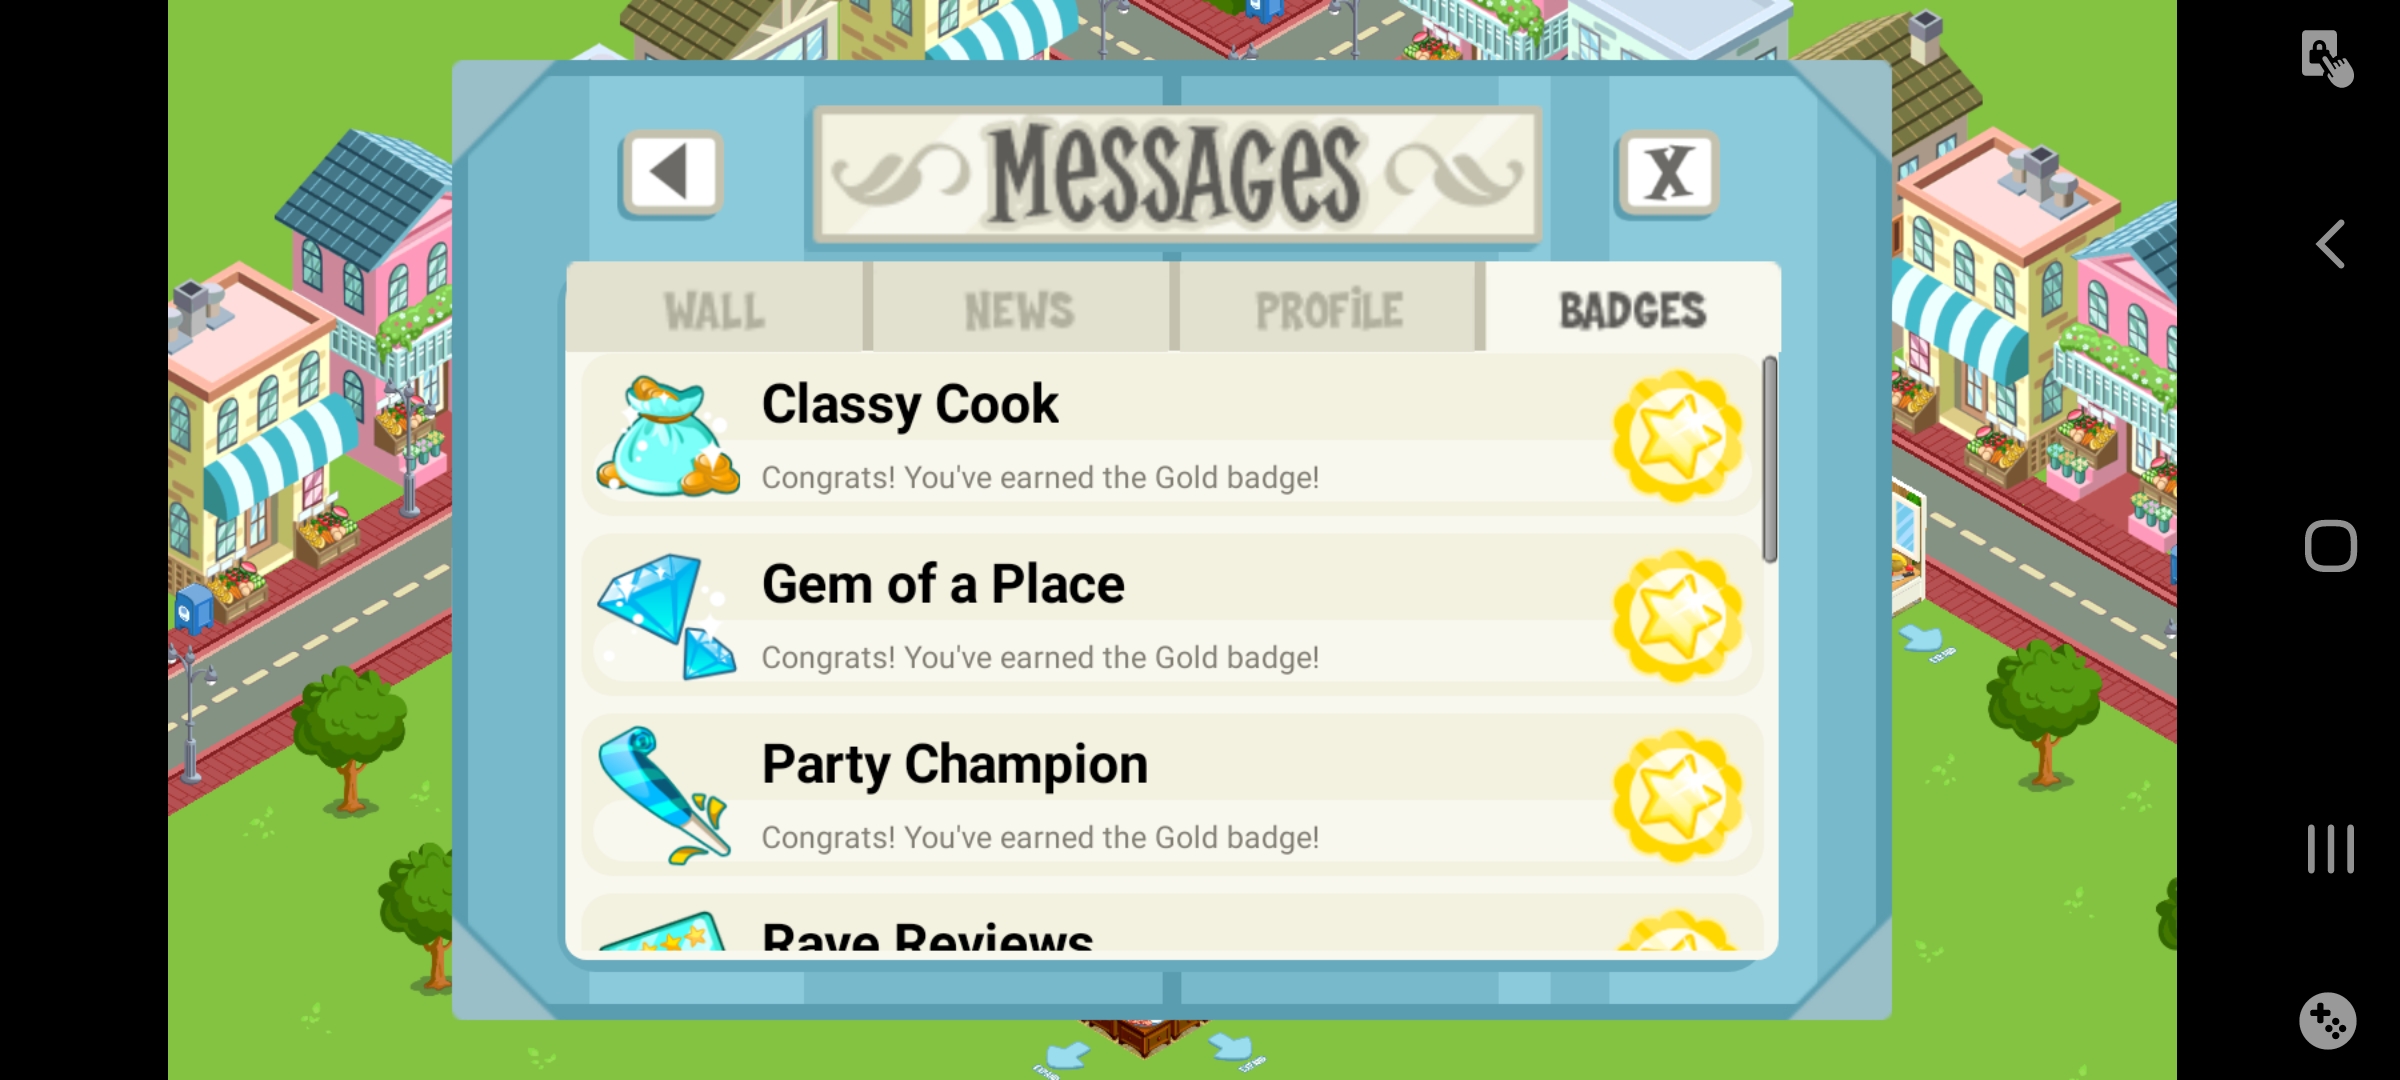 MESSAGES
X
WALL
NEWS
PROFILE
BADGES
Classy Cook
Congrats! You've earned the Gold badge!
Gem of a Place
Congrats! You've earned the Gold badge!
Party Champion
Congrats! You've earned the Gold badge!
Rave Reviews